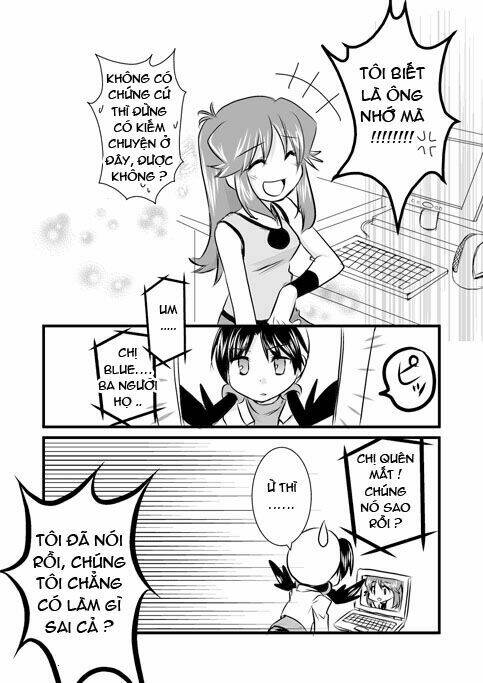 TÔI BIẾT
LÀ ÔNG
NHỚ MÀ
!!!!!!!!
KHÔNG CÓ
CHỨNG CỨ
THÌ ĐỪNG
CÓ KIẾM
CHUYỆN Ở
ĐÂY, ĐƯỢC
KHÔNG ?
UM
.....
CHỊ
BLUE....
BA NGƯỜI
HỌ ..
ピッ
CHỊ QUÊN
MẤT !
CHÚNG
NÓ SAO
RỒI ?
Ừ THÌ
......
TÔI ĐÃ NÓI
RỒI, CHÚNG
TÔI CHẲNG
CÓ LÀM GÌ
SAI CẢ ?